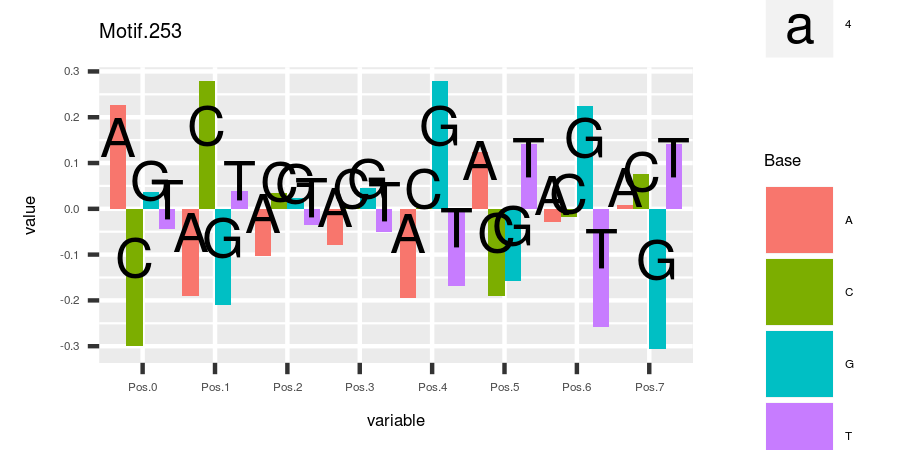 Motif.253
a 4
0.3
0.2
0.1
0.0
-0.1
-0.2
-0.3
value
A C G T A C G T A C G T A C G T A C G T A C G T A C G T A C G T
Pos.0 Pos.1 Pos.2 Pos.3 Pos.4 Pos.5 Pos.6 Pos.7
variable
Base
A
C
G
T